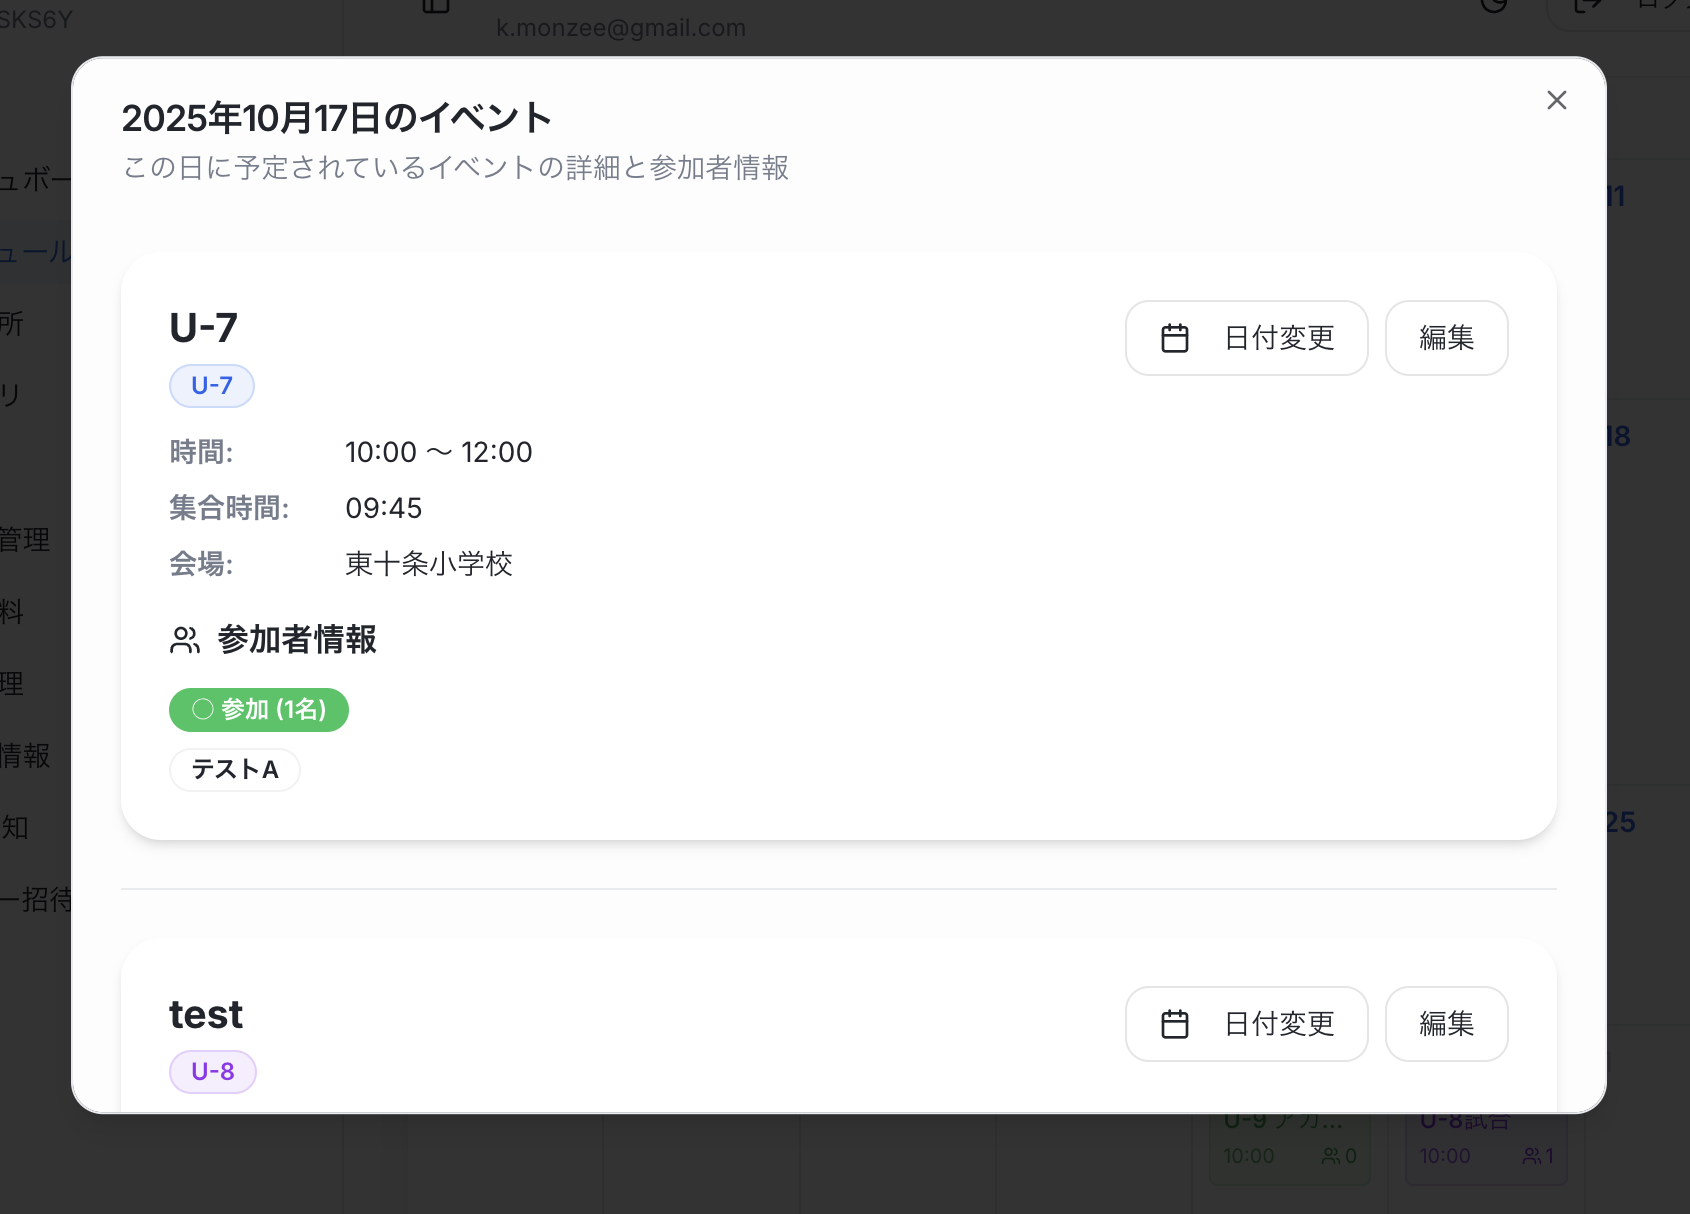 SKS6Y
k.monzee@gmail.com
2025年10月17日のイベント
この日に予定されているイベントの詳細と参加者情報
ュボー
ュール
所
リ
管理
料
理
情報
知
ー招待
11
18
25
U-7
日付変更
編集
U-7
時間: 10:00 〜 12:00
集合時間: 09:45
会場: 東十条小学校
参加者情報
〇 参加 (1名)
テストA
test
日付変更
編集
U-8
U-9 アカ...
10:00 0
U-8試合
10:00 1